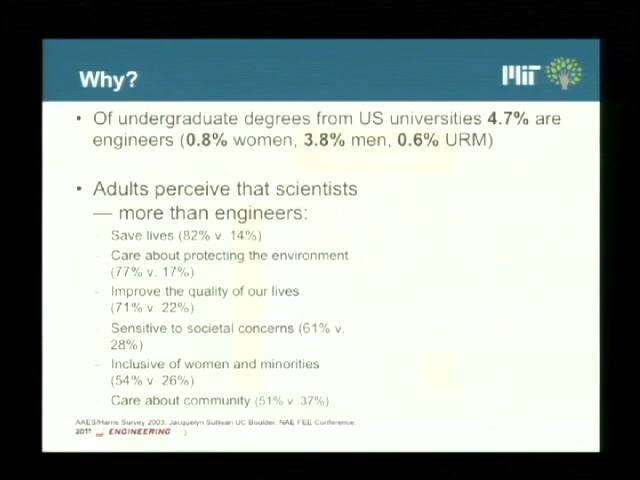 Why?
MIT
• Of undergraduate degrees from US universities 4.7% are
engineers (0.8% women, 3.8% men, 0.6% URM)
• Adults perceive that scientists
— more than engineers:
- Save lives (82% v. 14%)
- Care about protecting the environment
(77% v. 17%)
- Improve the quality of our lives
(71% v. 22%)
- Sensitive to societal concerns (61% v.
28%)
- Inclusive of women and minorities
(54% v 26%)
- Care about community (51% v. 37%)
AAES/Harris Survey 2003, Jacquelyn Sullivan UC Boulder, NAE FEE Conference,
2011 ENGINEERING